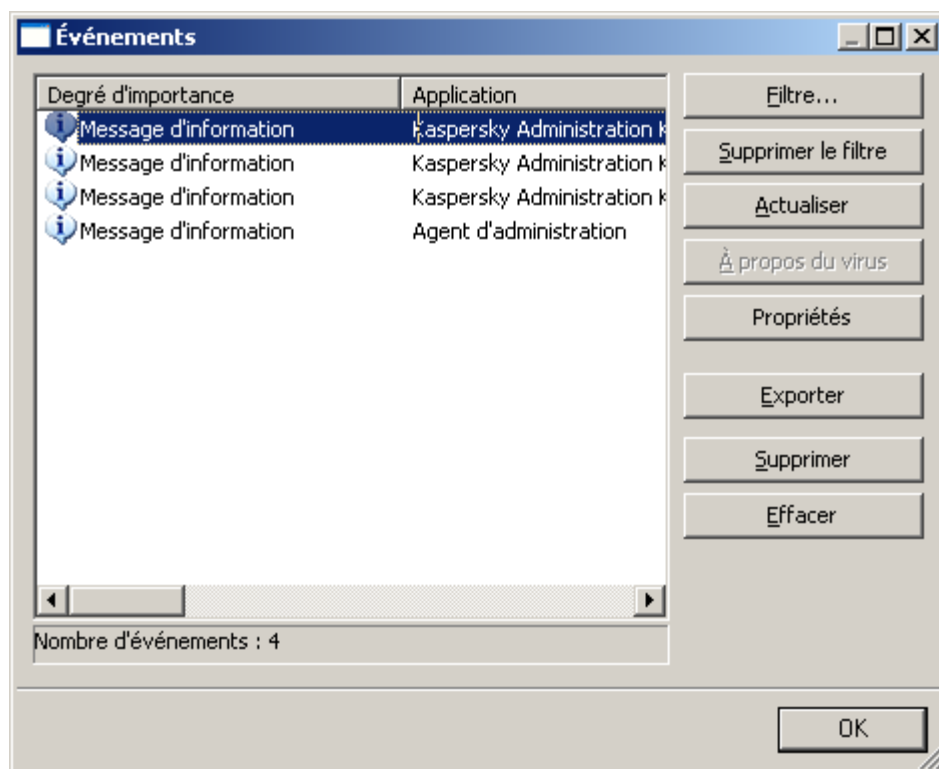 Événements
Degré d'importance Application
Message d'information Kaspersky Administration K
Message d'information Kaspersky Administration K
Message d'information Kaspersky Administration K
Message d'information Agent d'administration
Nombre d'événements : 4
Filtre...
Supprimer le filtre
Actualiser
À propos du virus
Propriétés
Exporter
Supprimer
Effacer
OK